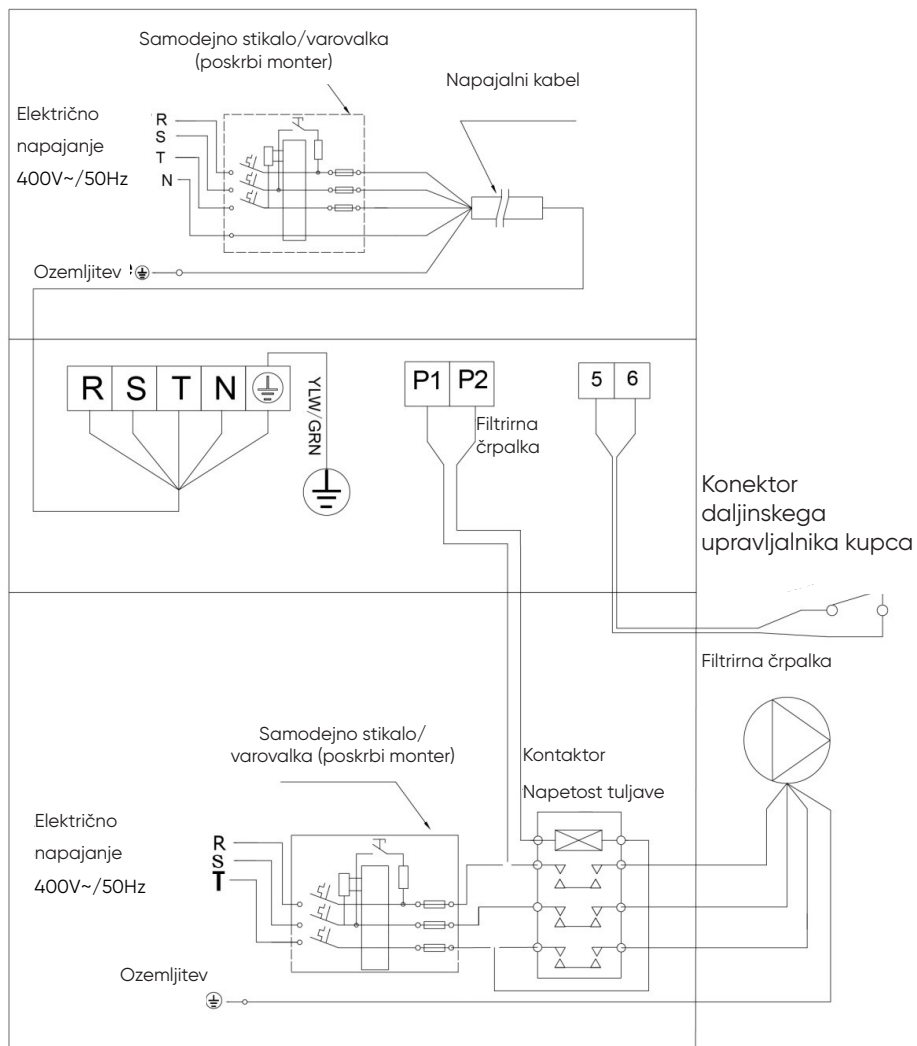 Samodejno stikalo/varovalka
(poskrbi monter)
Napajalni kabel
Električno
napajanje
400V~/50Hz
R
S
T
N
Ozemljitev
R S T N
YLW/GRN
P1 P2
Filtrirna
črpalka
5 6
Konektor
daljinskega
upravljalnika kupca
Filtrirna črpalka
Samodejno stikalo/
varovalka (poskrbi monter)
Kontaktor
Napetost tuljave
Električno
napajanje
400V~/50Hz
R
S
T
Ozemljitev